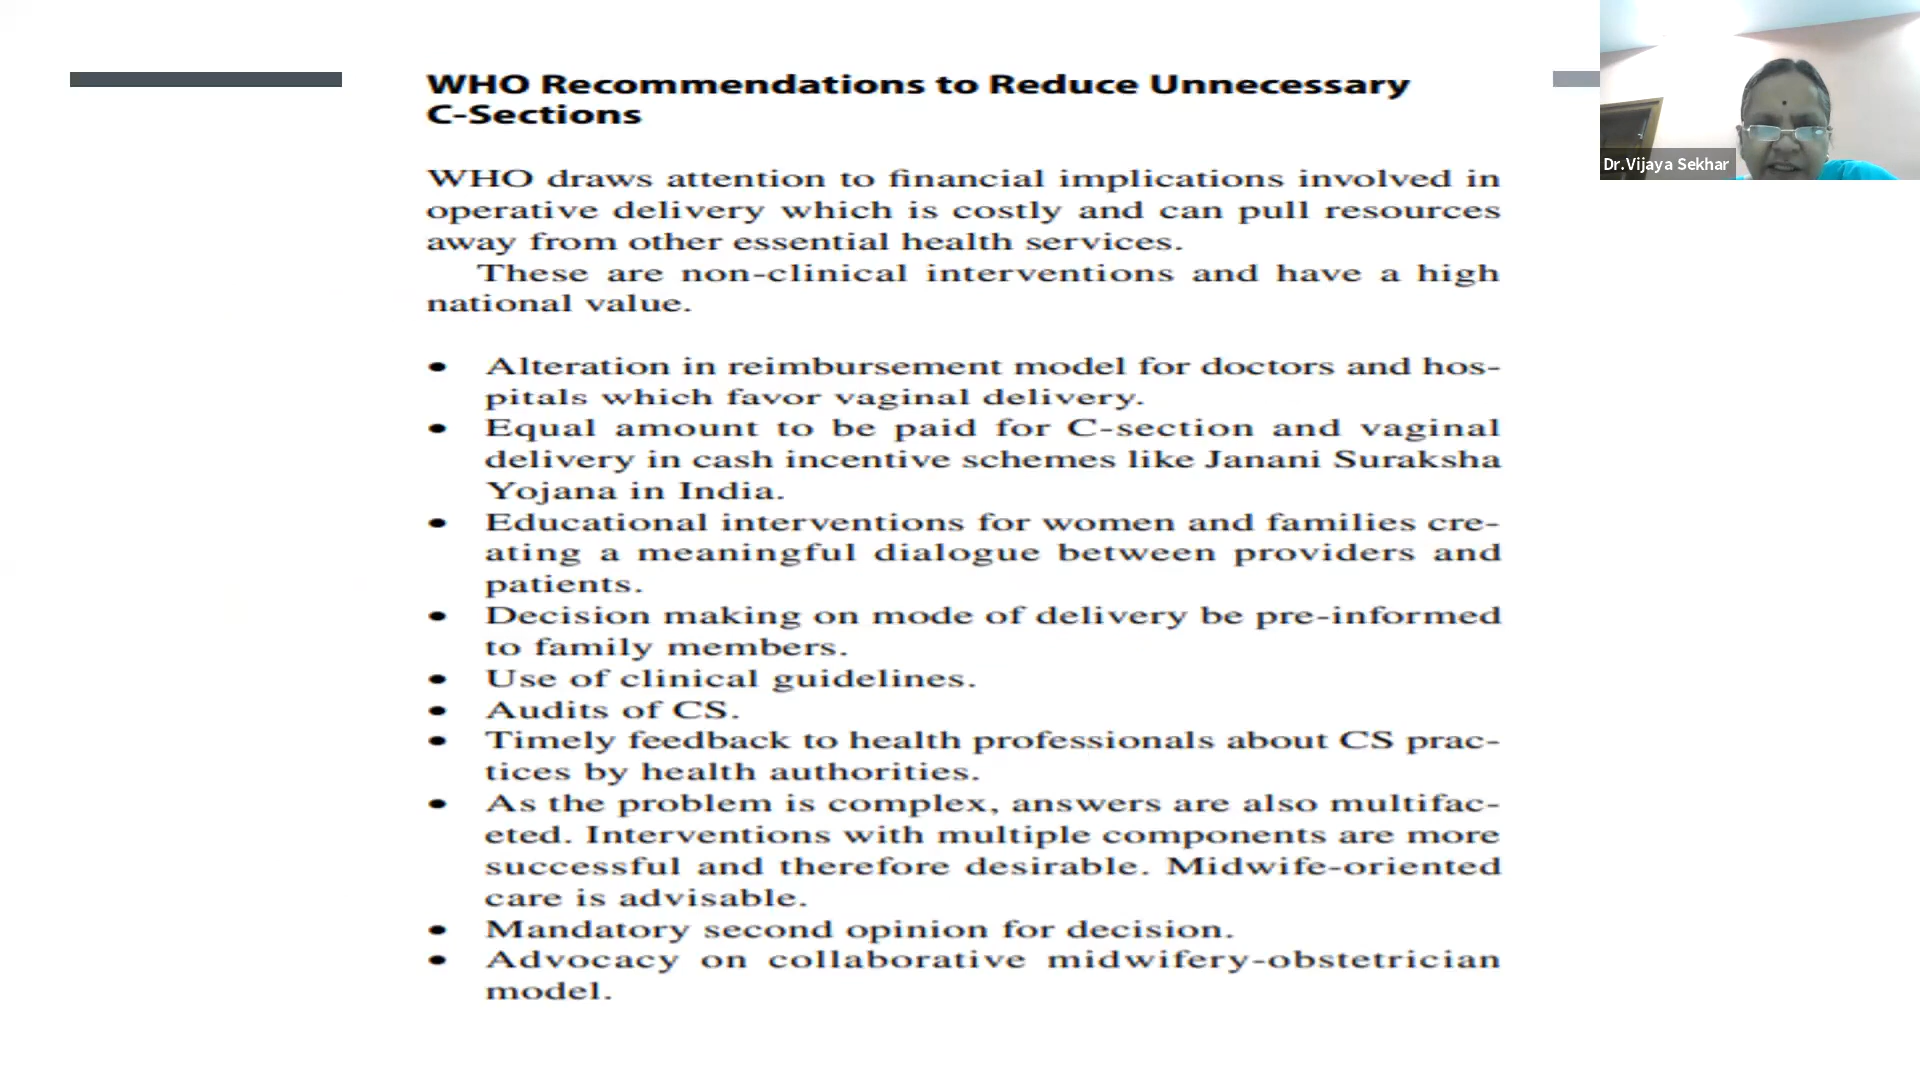 WHO Recommendations to Reduce Unnecessary
C-Sections
WHO draws attention to financial implications involved in
operative delivery which is costly and can pull resources
away from other essential health services.
These are non-clinical interventions and have a high
national value.
• Alteration in reimbursement model for doctors and hos-
pitals which favor vaginal delivery.
• Equal amount to be paid for C-section and vaginal
delivery in cash incentive schemes like Janani Suraksha
Yojana in India.
• Educational interventions for women and families cre-
ating a meaningful dialogue between providers and
patients.
• Decision making on mode of delivery be pre-informed
to family members.
• Use of clinical guidelines.
• Audits of CS.
• Timely feedback to health professionals about CS prac-
tices by health authorities.
• As the problem is complex, answers are also multifac-
eted. Interventions with multiple components are more
successful and therefore desirable. Midwife-oriented
care is advisable.
• Mandatory second opinion for decision.
• Advocacy on collaborative midwifery-obstetrician
model.
Dr.Vijaya Sekhar